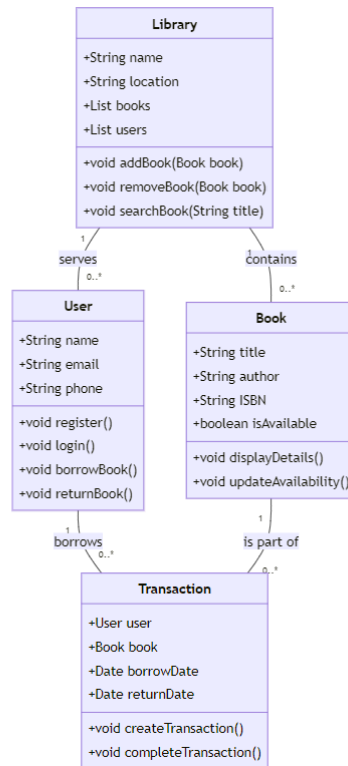 Library
+String name
+String location
+List books
+List users
+void addBook(Book book)
+void removeBook(Book book)
+void searchBook(String title)
1
serves
0..*
1
contains
0..*
User
+String name
+String email
+String phone
+void register()
+void login()
+void borrowBook()
+void returnBook()
Book
+String title
+String author
+String ISBN
+boolean isAvailable
+void displayDetails()
+void updateAvailability()
1
borrows
0..*
1
is part of
0..*
Transaction
+User user
+Book book
+Date borrowDate
+Date returnDate
+void createTransaction()
+void completeTransaction()